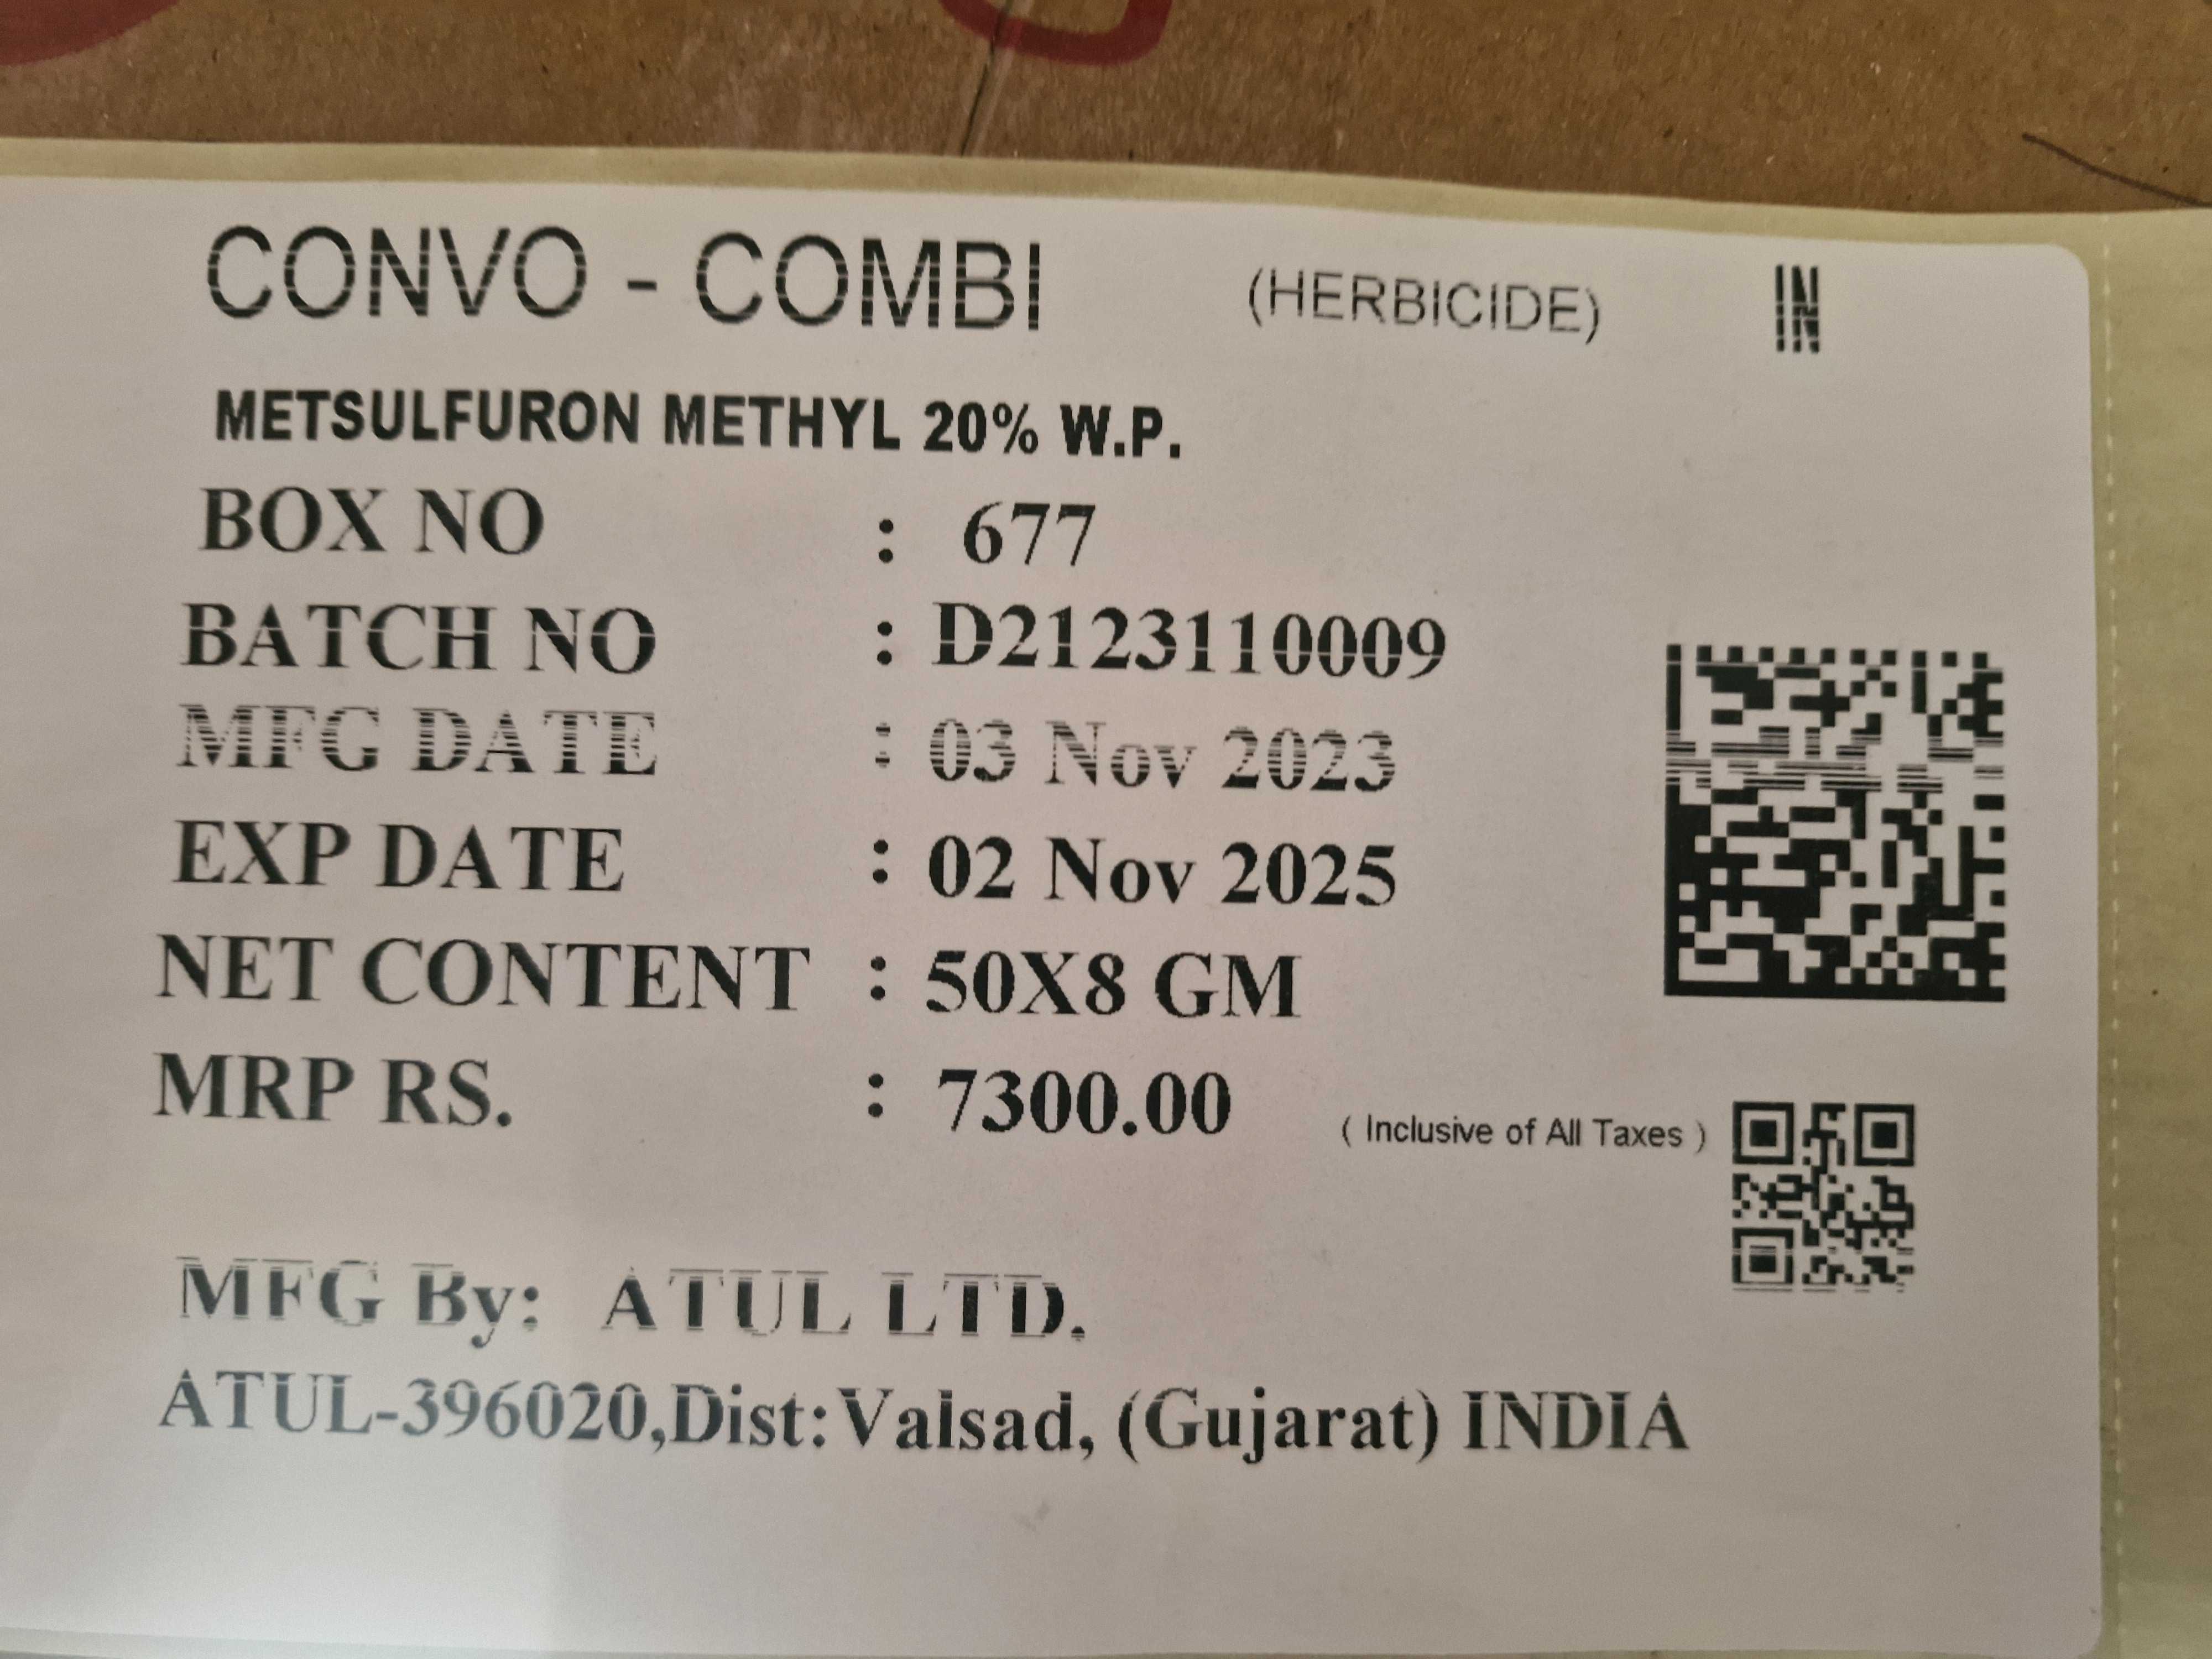 CONVO - COMBI (HERBICIDE) IN
METSULFURON METHYL 20% W.P.
BOX NO : 677
BATCH NO : D2123110009
MFG DATE : 03 Nov 2023
EXP DATE : 02 Nov 2025
NET CONTENT : 50X8 GM
MRP RS. : 7300.00 ( Inclusive of All Taxes )
MFG By: ATUL LTD.
ATUL-396020,Dist:Valsad, (Gujarat) INDIA